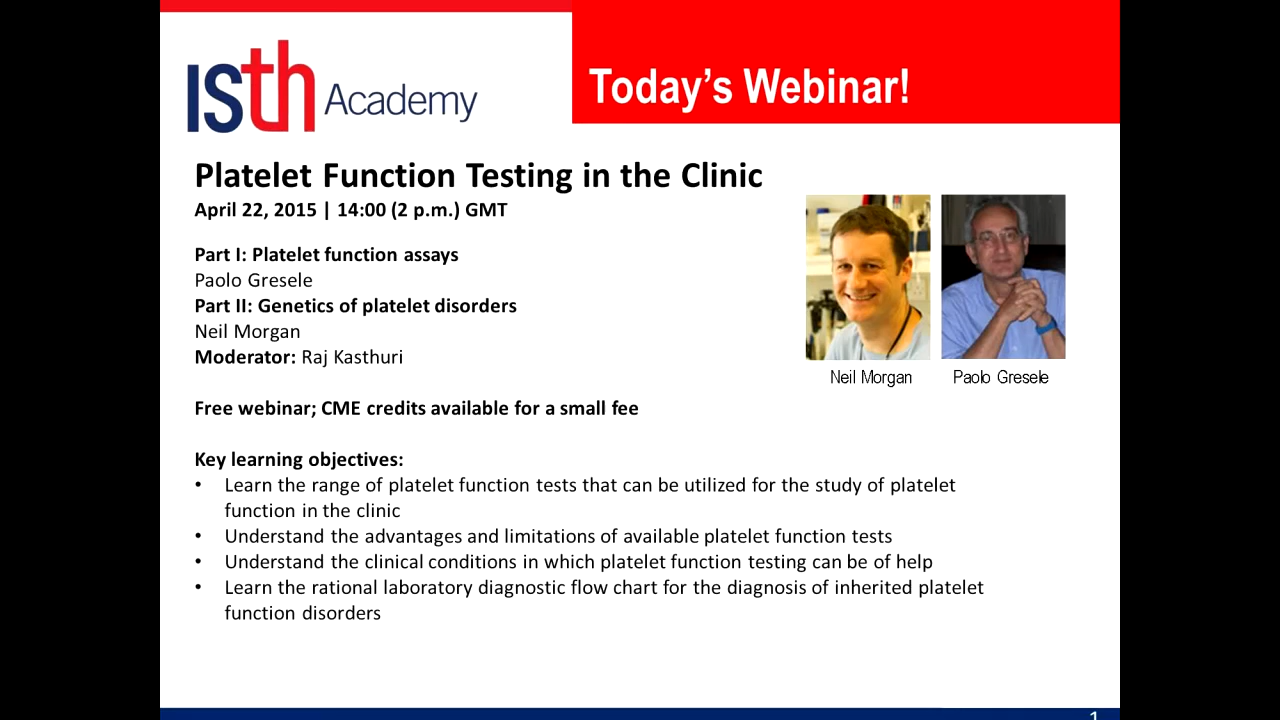 ISth Academy
Today's Webinar!
Platelet Function Testing in the Clinic
April 22, 2015 | 14:00 (2 p.m.) GMT
Part I: Platelet function assays
Paolo Gresele
Part II: Genetics of platelet disorders
Neil Morgan
Moderator: Raj Kasthuri
Neil Morgan
Paolo Gresele
Free webinar; CME credits available for a small fee
Key learning objectives:
• Learn the range of platelet function tests that can be utilized for the study of platelet
function in the clinic
• Understand the advantages and limitations of available platelet function tests
• Understand the clinical conditions in which platelet function testing can be of help
• Learn the rational laboratory diagnostic flow chart for the diagnosis of inherited platelet
function disorders
1